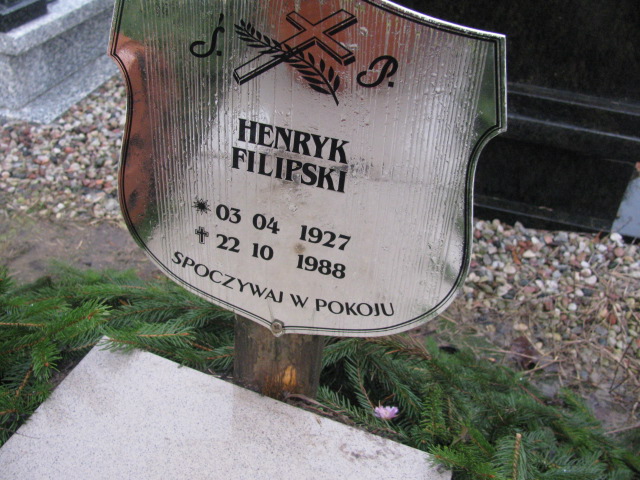 Ś. P.
HENRYK
FILIPSKI
03 04 1927
22 10 1988
SPOCZYWAJ W POKOJU